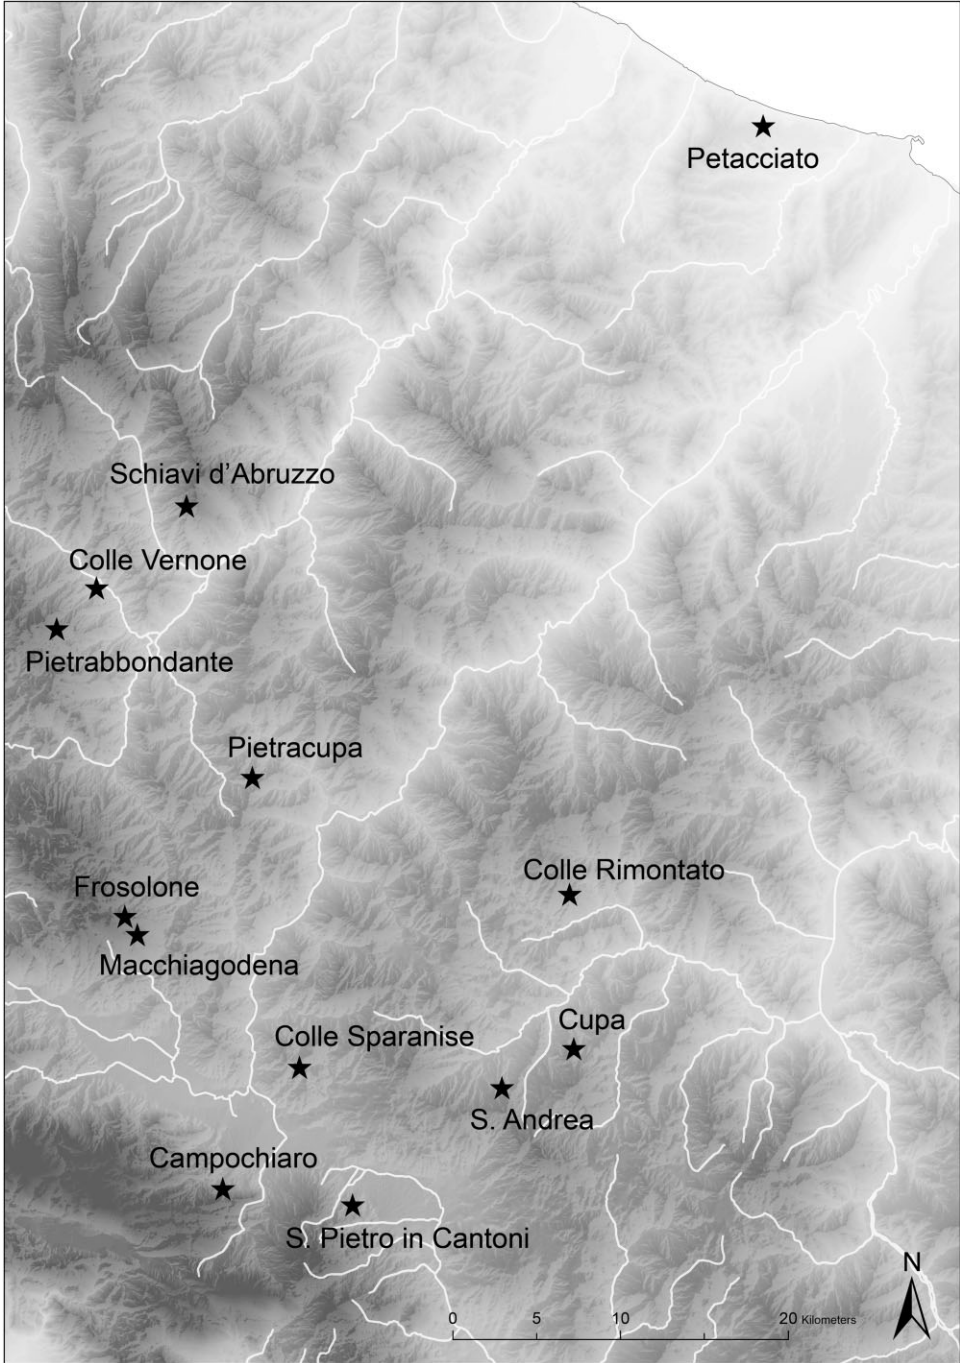 Petacciato
Schiavi d'Abruzzo
Colle Vernone
Pietrabbondante
Pietracupa
Colle Rimontato
Frosolone
Macchiagodena
Cupa
Colle Sparanise
S. Andrea
Campochiaro
S. Pietro in Cantoni
N
0 5 10 20 Kilometers